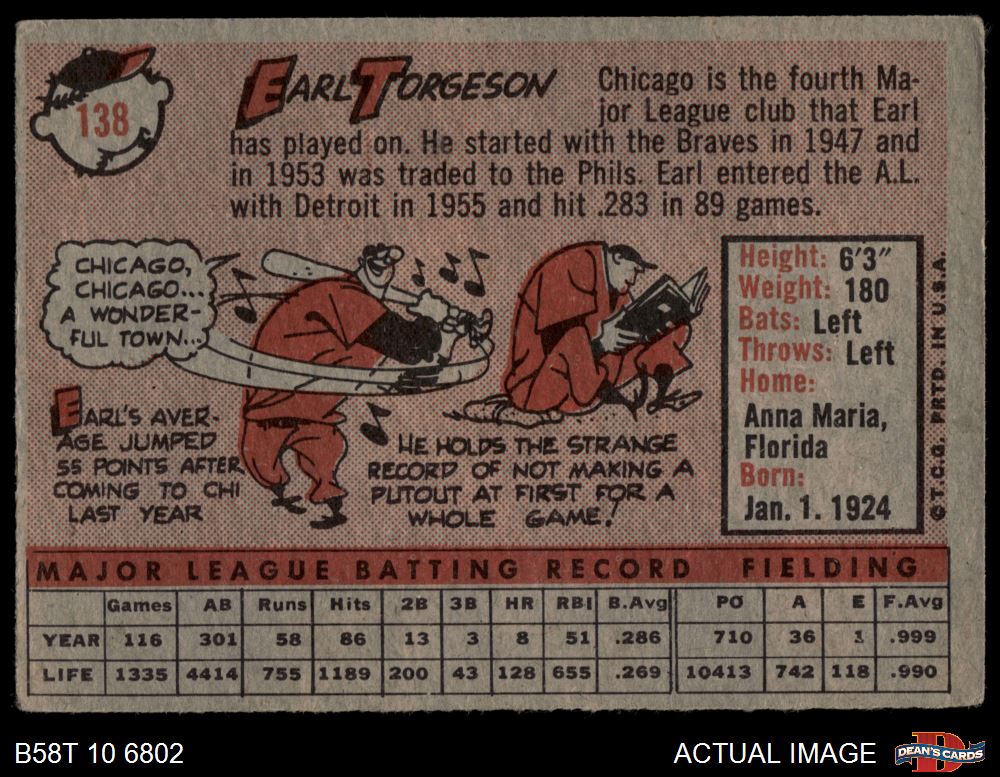 138
EARL TORGESON
Chicago is the fourth Ma-
jor League club that Earl
has played on. He started with the Braves in 1947 and
in 1953 was traded to the Phils. Earl entered the A.L.
with Detroit in 1955 and hit .283 in 89 games.
CHICAGO,
CHICAGO...
A WONDER-
FUL TOWN...
EARL'S AVER-
AGE JUMPED
55 POINTS AFTER
COMING TO CHI
LAST YEAR
HE HOLDS THE STRANGE
RECORD OF NOT MAKING A
PUTOUT AT FIRST FOR A
WHOLE GAME!
Height: 6'3"
Weight: 180
Bats: Left
Throws: Left
Home:
Anna Maria,
Florida
Born:
Jan. 1. 1924
©T.C.G. PRTD. IN U.S.A.
MAJOR LEAGUE BATTING RECORD FIELDING
Games AB Runs Hits 2B 3B HR RBI B.Avg PO A E F.Avg
YEAR 116 301 58 86 13 3 8 51 .286 710 36 1 .999
LIFE 1335 4414 755 1189 200 43 128 655 .269 10413 742 118 .990
B58T 10 6802
ACTUAL IMAGE
DEAN'S CARDS